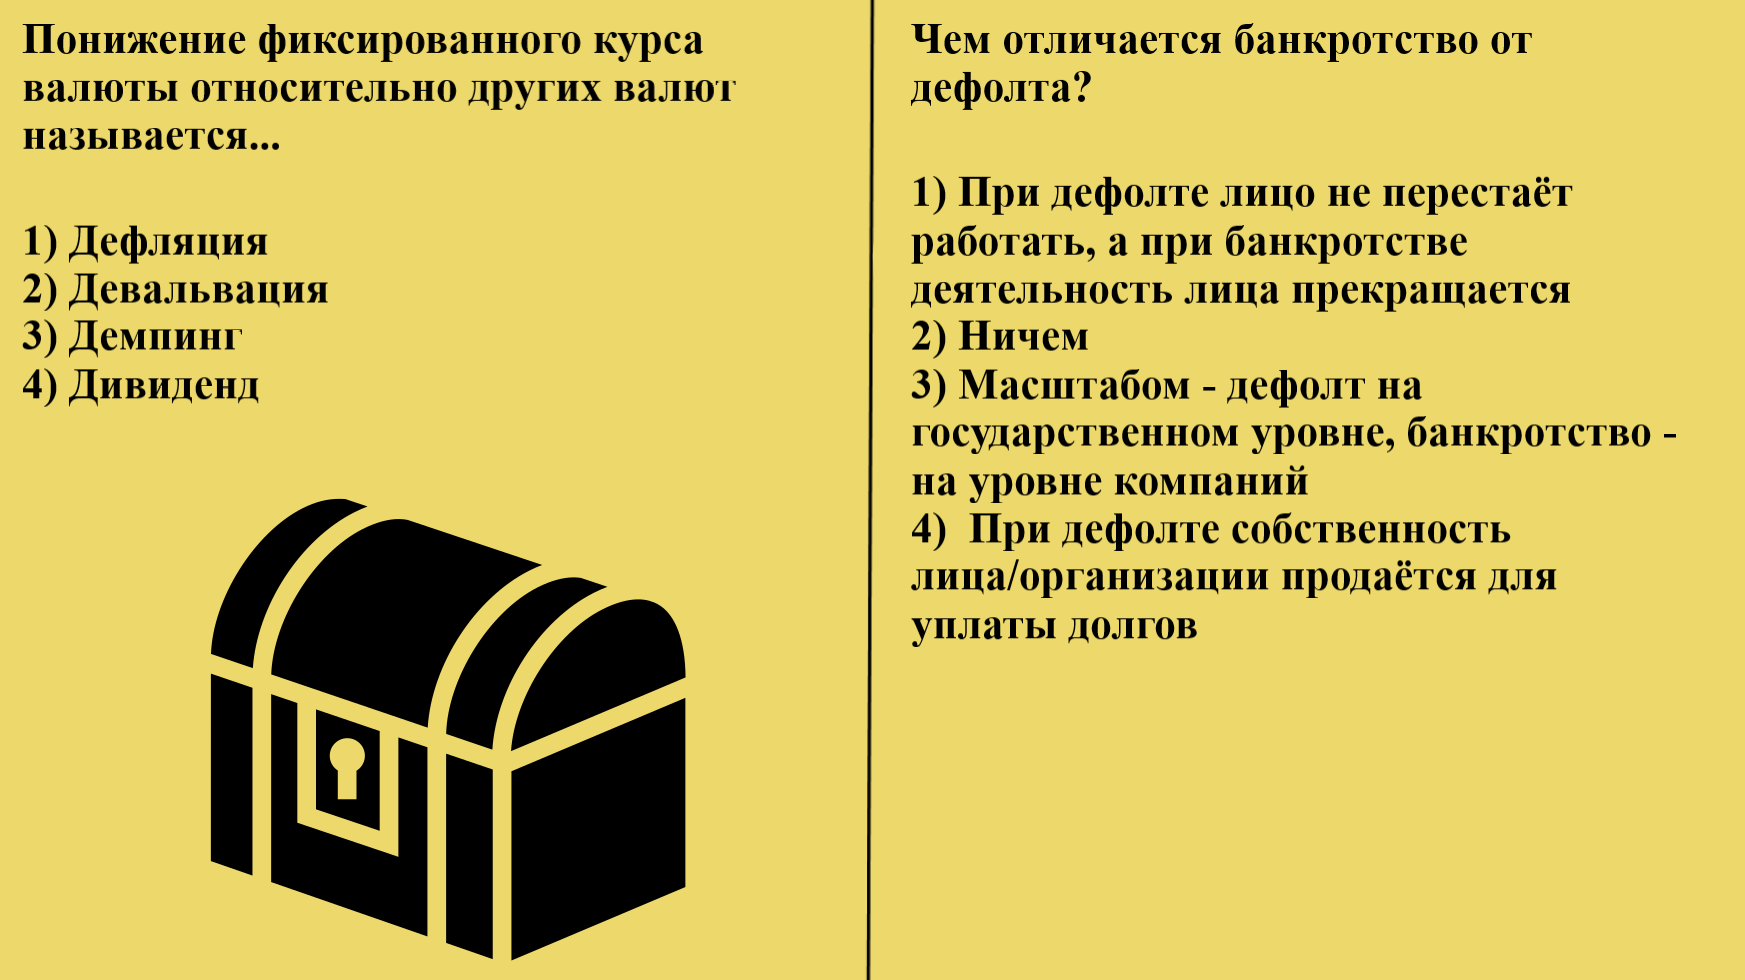 Понижение фиксированного курса
валюты относительно других валют
называется...
1) Дефляция
2) Девальвация
3) Демпинг
4) Дивиденд
Чем отличается банкротство от
дефолта?
1) При дефолте лицо не перестаёт
работать, а при банкротстве
деятельность лица прекращается
2) Ничем
3) Масштабом - дефолт на
государственном уровне, банкротство -
на уровне компаний
4)  При дефолте собственность
лица/организации продаётся для
уплаты долгов